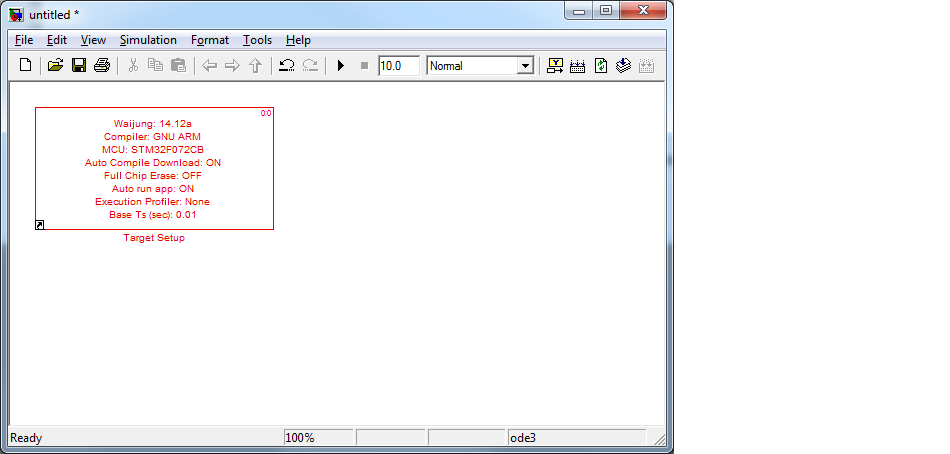 untitled *
File Edit View Simulation Format Tools Help
10.0 Normal
0:0
Waijung: 14.12a
Compiler: GNU ARM
MCU: STM32F072CB
Auto Compile Download: ON
Full Chip Erase: OFF
Auto run app: ON
Execution Profiler: None
Base Ts (sec): 0.01
Target Setup
Ready 100% ode3